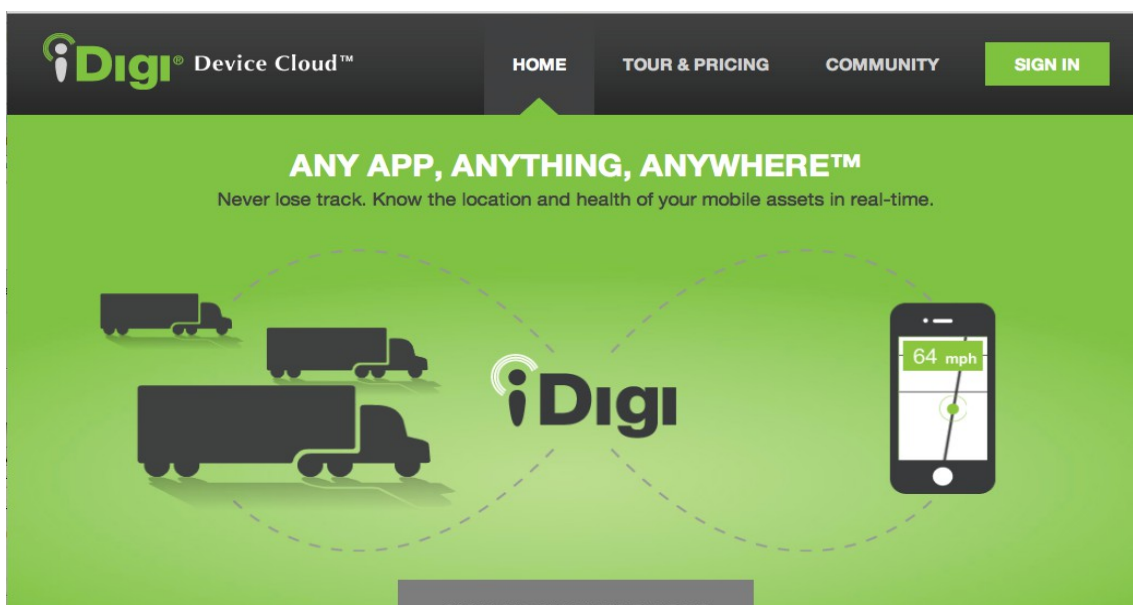 iDigi® Device Cloud™
HOME
TOUR & PRICING
COMMUNITY
SIGN IN
ANY APP, ANYTHING, ANYWHERE™
Never lose track. Know the location and health of your mobile assets in real-time.
iDigi
64 mph